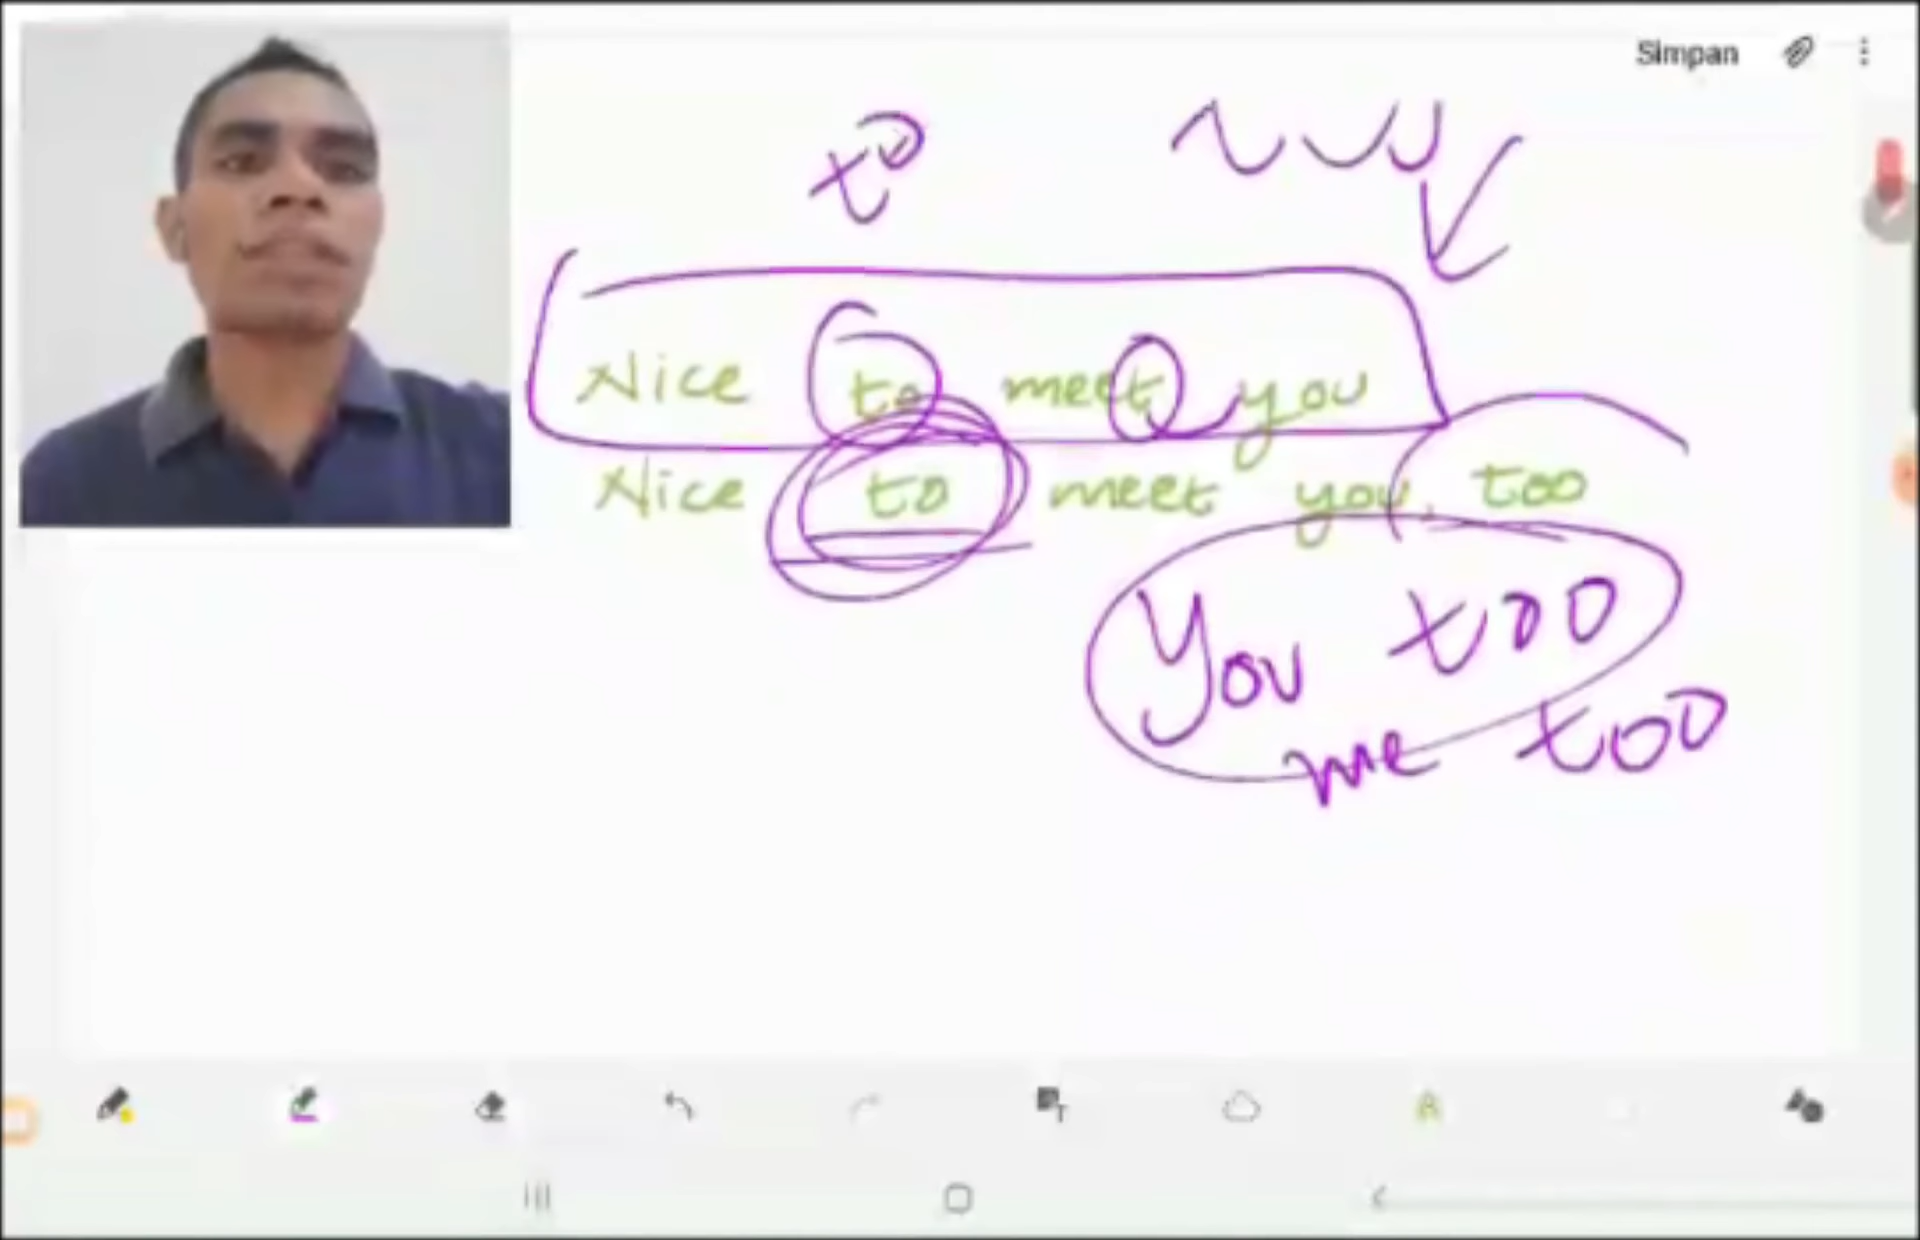 Simpan
to
Nice to meet you
Nice to meet you, too
You too
me too